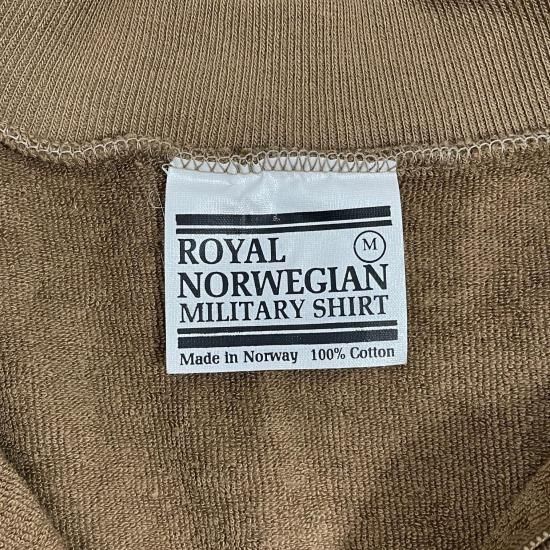 ROYAL M
NORWEGIAN
MILITARY SHIRT
Made in Norway 100% Cotton